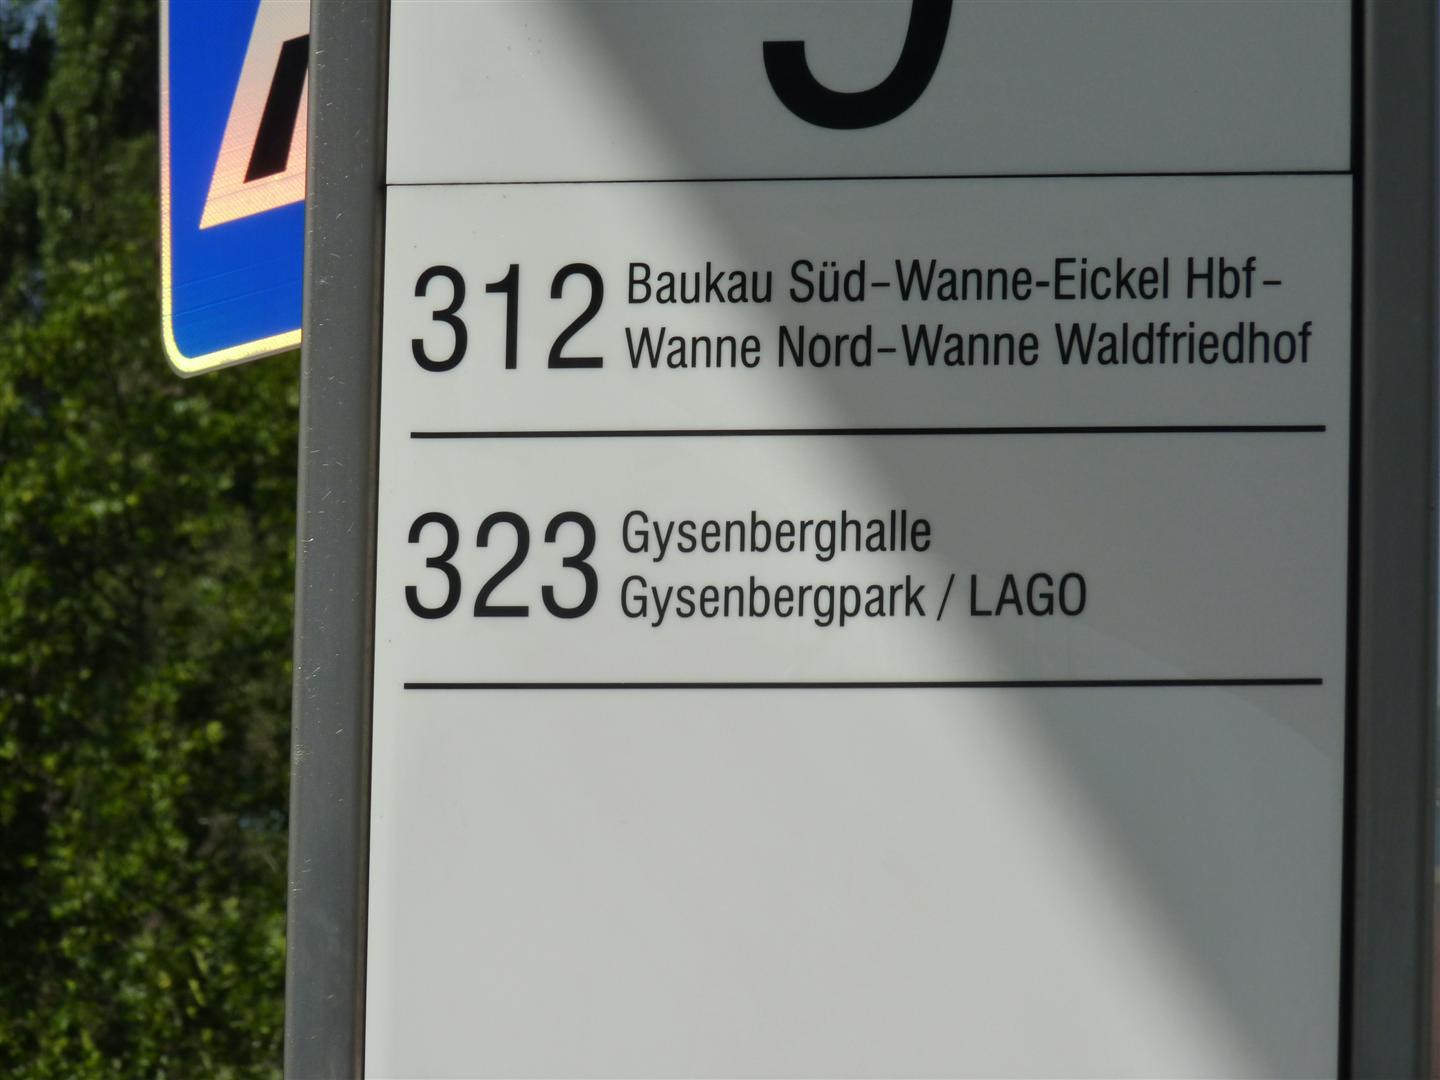 312 Baukau Süd–Wanne-Eickel Hbf–
Wanne Nord–Wanne Waldfriedhof
323 Gysenberghalle
Gysenbergpark / LAGO